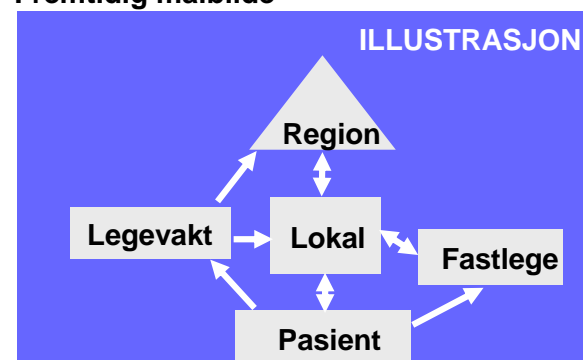 Fremtidig målbilde
ILLUSTRASJON
Region
Legevakt
Lokal
Fastlege
Pasient